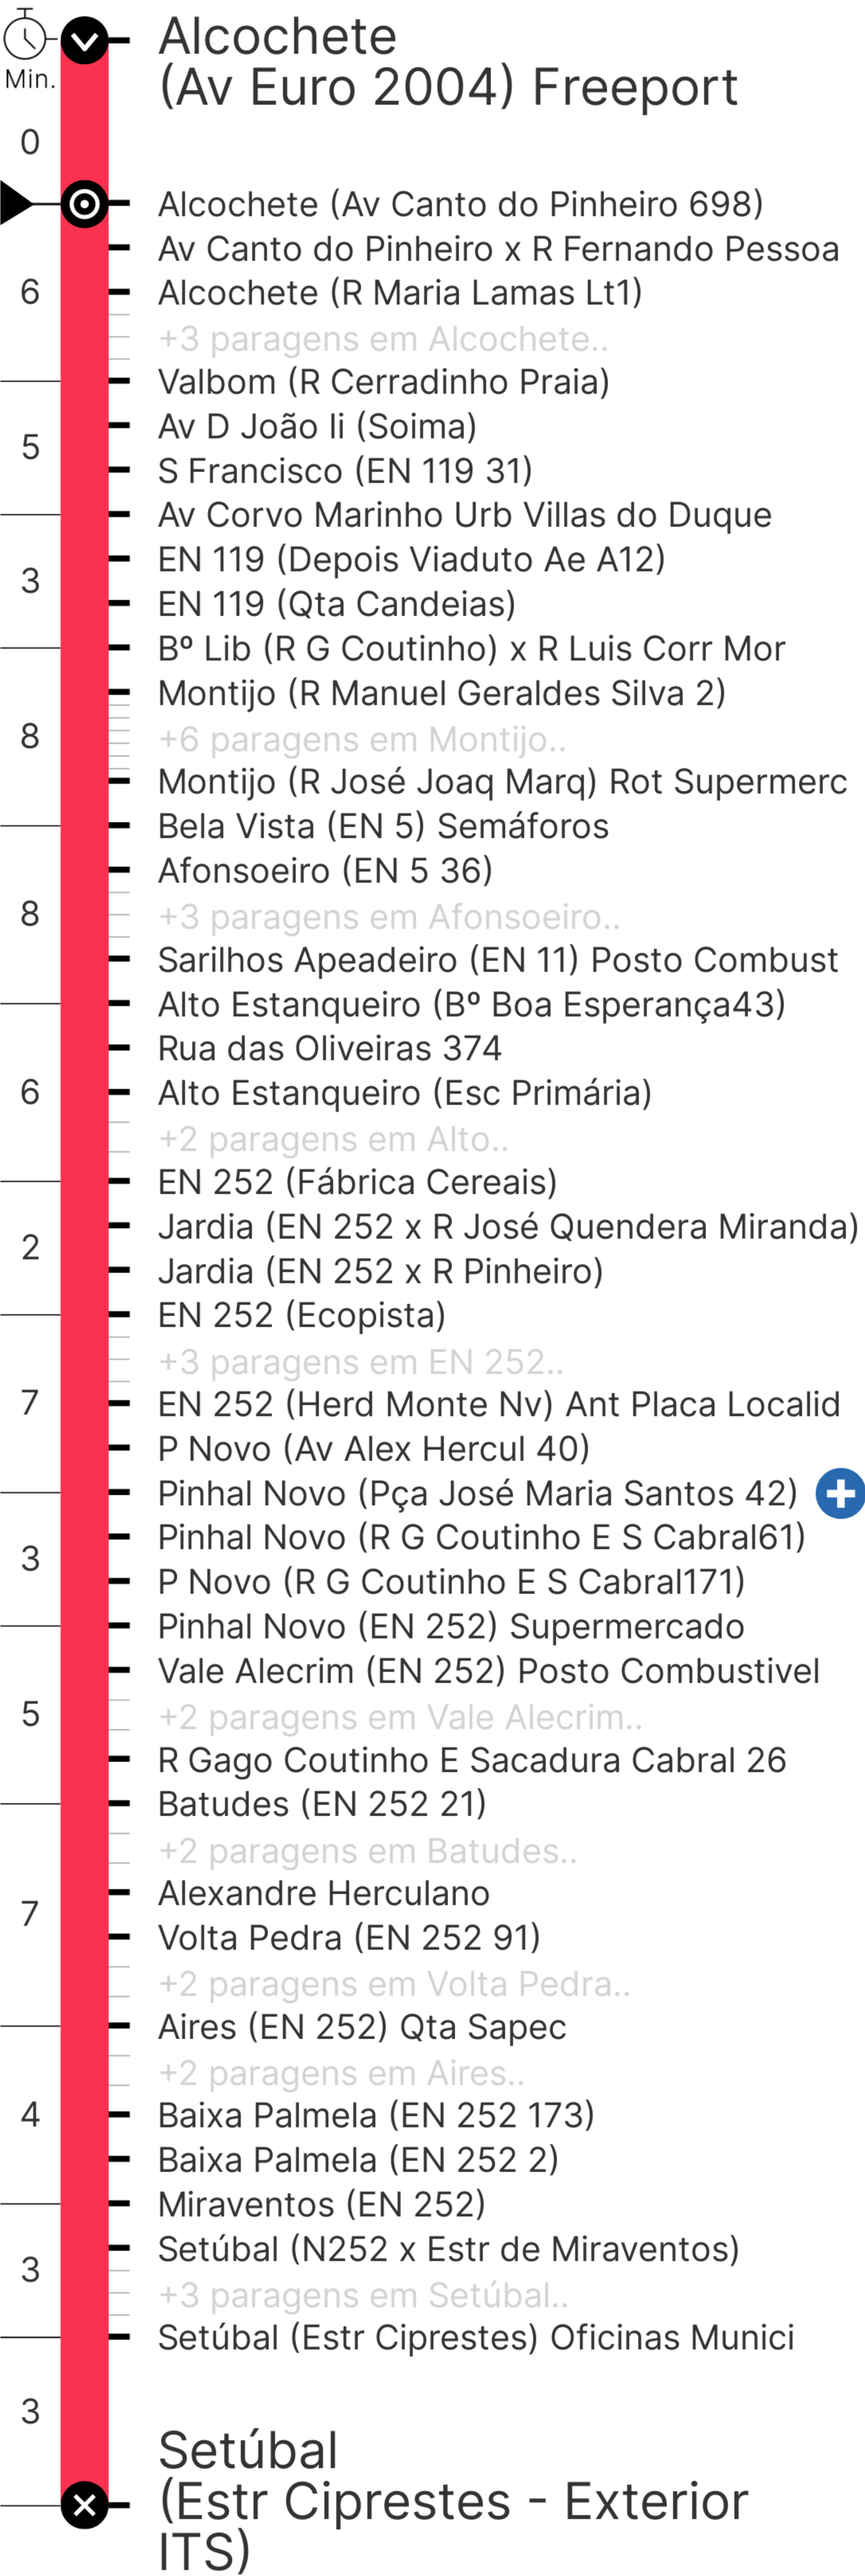 Alcochete
(Av Euro 2004) Freeport
Min.
0
Alcochete (Av Canto do Pinheiro 698)
Av Canto do Pinheiro x R Fernando Pessoa
6
Alcochete (R Maria Lamas Lt1)
+3 paragens em Alcochete..
Valbom (R Cerradinho Praia)
Av D João Ii (Soima)
5
S Francisco (EN 119 31)
Av Corvo Marinho Urb Villas do Duque
EN 119 (Depois Viaduto Ae A12)
3
EN 119 (Qta Candeias)
Bº Lib (R G Coutinho) x R Luis Corr Mor
Montijo (R Manuel Geraldes Silva 2)
8
+6 paragens em Montijo..
Montijo (R José Joaq Marq) Rot Supermerc
Bela Vista (EN 5) Semáforos
Afonsoeiro (EN 5 36)
8
+3 paragens em Afonsoeiro..
Sarilhos Apeadeiro (EN 11) Posto Combust
Alto Estanqueiro (Bº Boa Esperança43)
Rua das Oliveiras 374
6
Alto Estanqueiro (Esc Primária)
+2 paragens em Alto..
EN 252 (Fábrica Cereais)
Jardia (EN 252 x R José Quendera Miranda)
2
Jardia (EN 252 x R Pinheiro)
EN 252 (Ecopista)
+3 paragens em EN 252..
7
EN 252 (Herd Monte Nv) Ant Placa Localid
P Novo (Av Alex Hercul 40)
Pinhal Novo (Pça José Maria Santos 42)
Pinhal Novo (R G Coutinho E S Cabral61)
3
P Novo (R G Coutinho E S Cabral171)
Pinhal Novo (EN 252) Supermercado
Vale Alecrim (EN 252) Posto Combustivel
5
+2 paragens em Vale Alecrim..
R Gago Coutinho E Sacadura Cabral 26
Batudes (EN 252 21)
+2 paragens em Batudes..
Alexandre Herculano
7
Volta Pedra (EN 252 91)
+2 paragens em Volta Pedra..
Aires (EN 252) Qta Sapec
+2 paragens em Aires..
4
Baixa Palmela (EN 252 173)
Baixa Palmela (EN 252 2)
Miraventos (EN 252)
Setúbal (N252 x Estr de Miraventos)
3
+3 paragens em Setúbal..
Setúbal (Estr Ciprestes) Oficinas Munici
3
Setúbal
(Estr Ciprestes - Exterior
ITS)